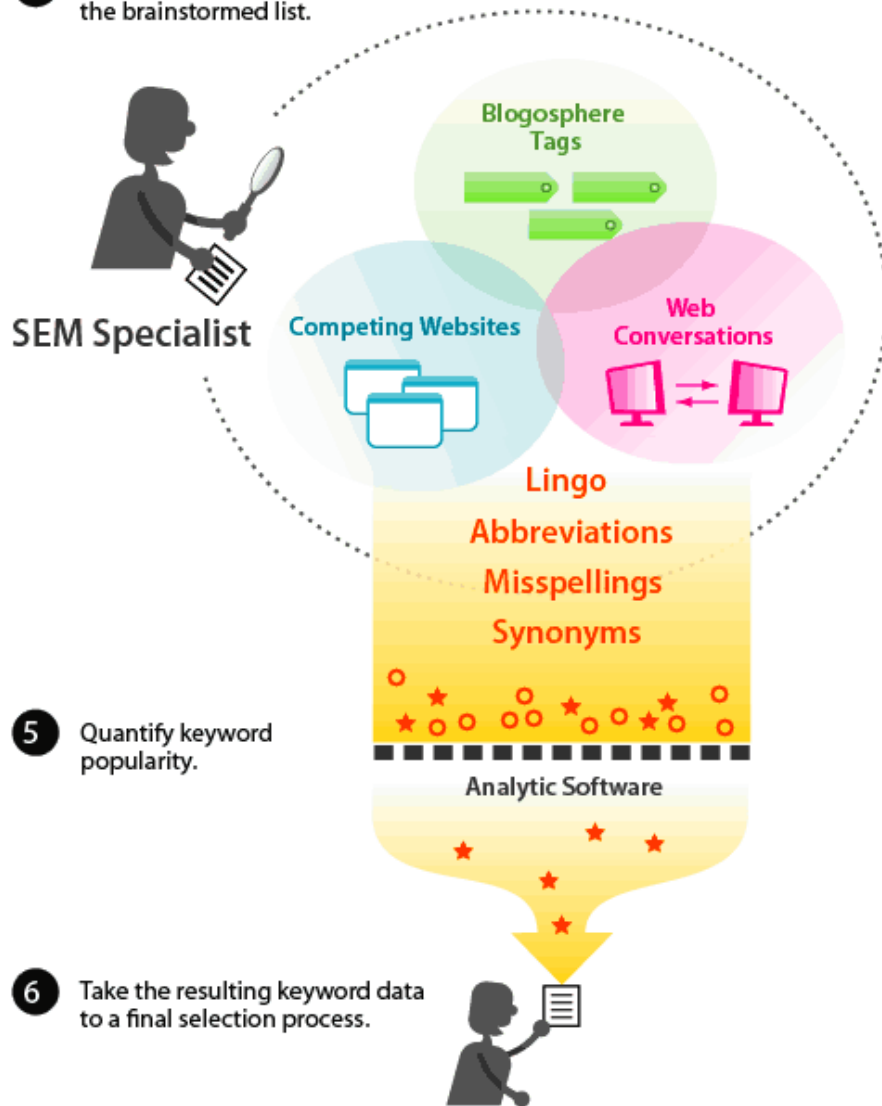 the brainstormed list.
Blogosphere
Tags
SEM Specialist
Competing Websites
Web
Conversations
Lingo
Abbreviations
Misspellings
Synonyms
5 Quantify keyword
popularity.
Analytic Software
6 Take the resulting keyword data
to a final selection process.